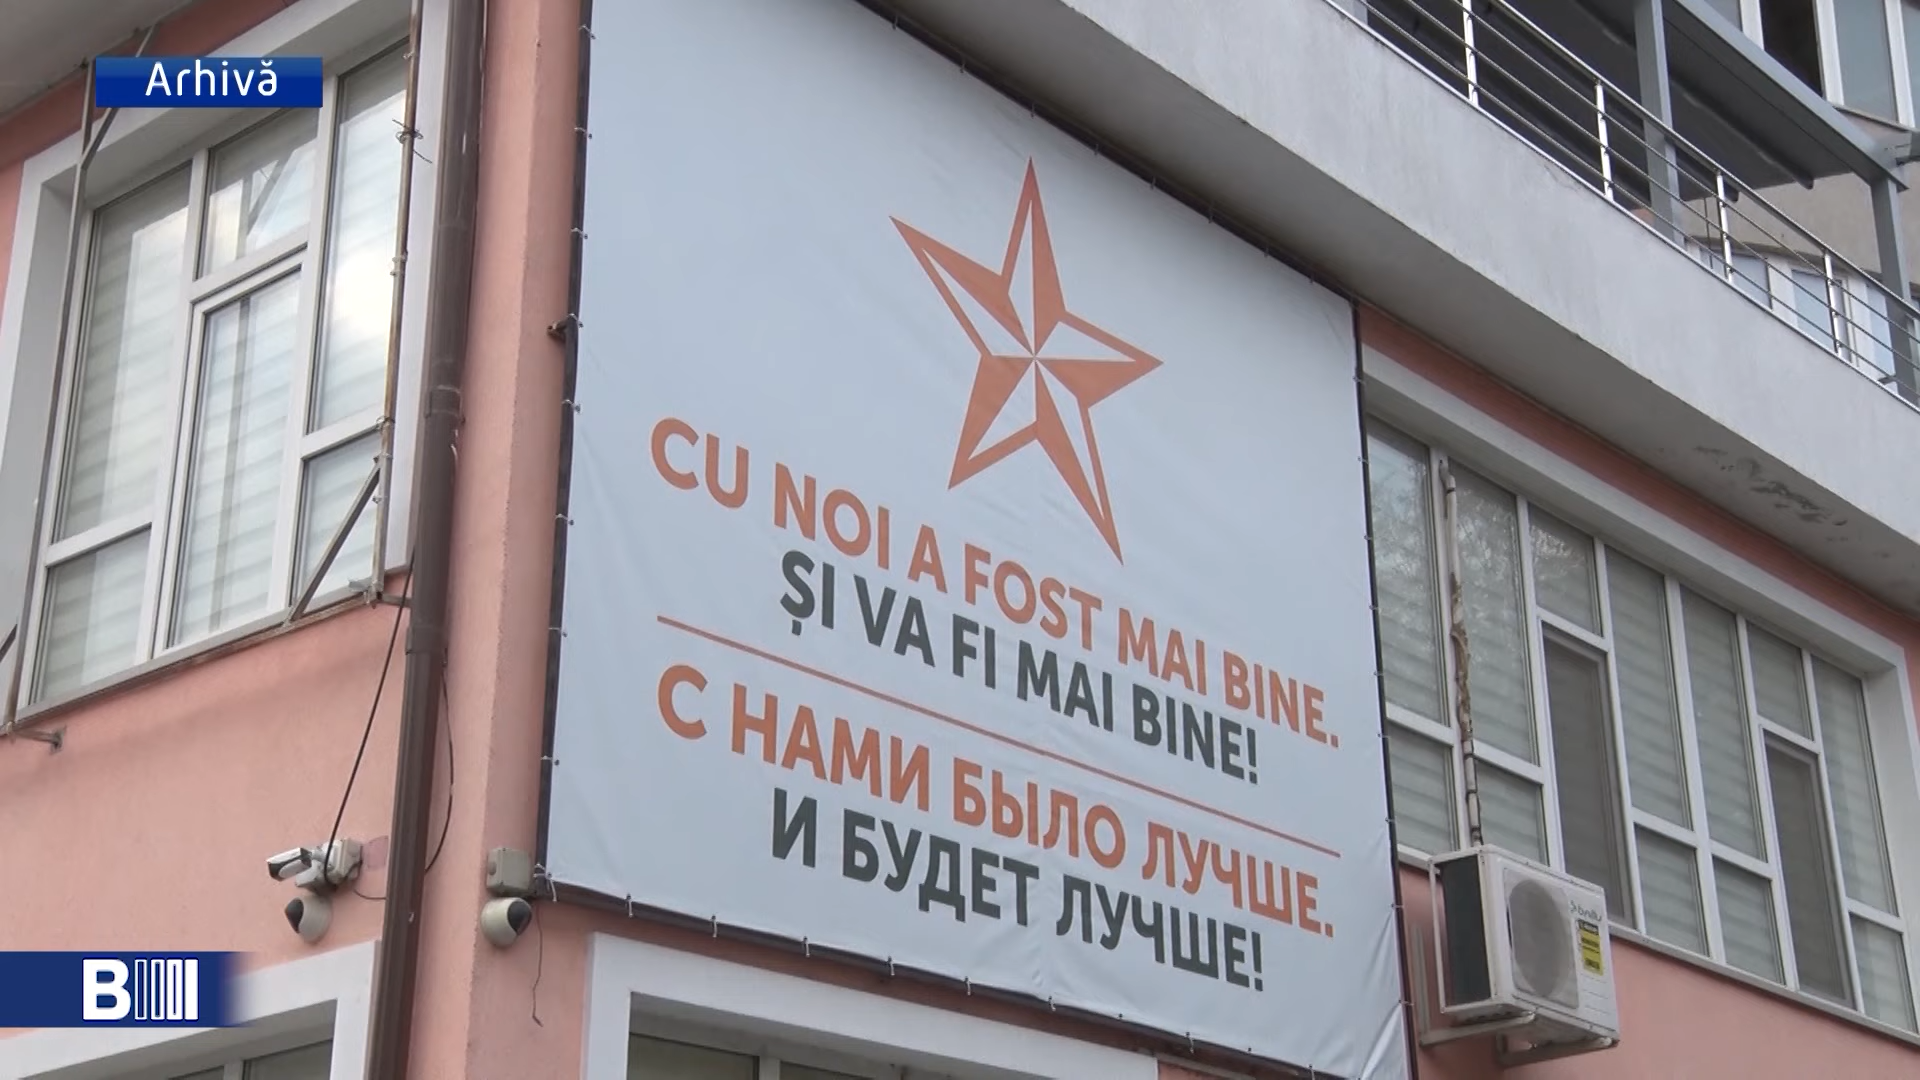 Arhivă
CU NOI A FOST MAI BINE.
ȘI VA FI MAI BINE!
С НАМИ БЫЛО ЛУЧШЕ.
И БУДЕТ ЛУЧШЕ!